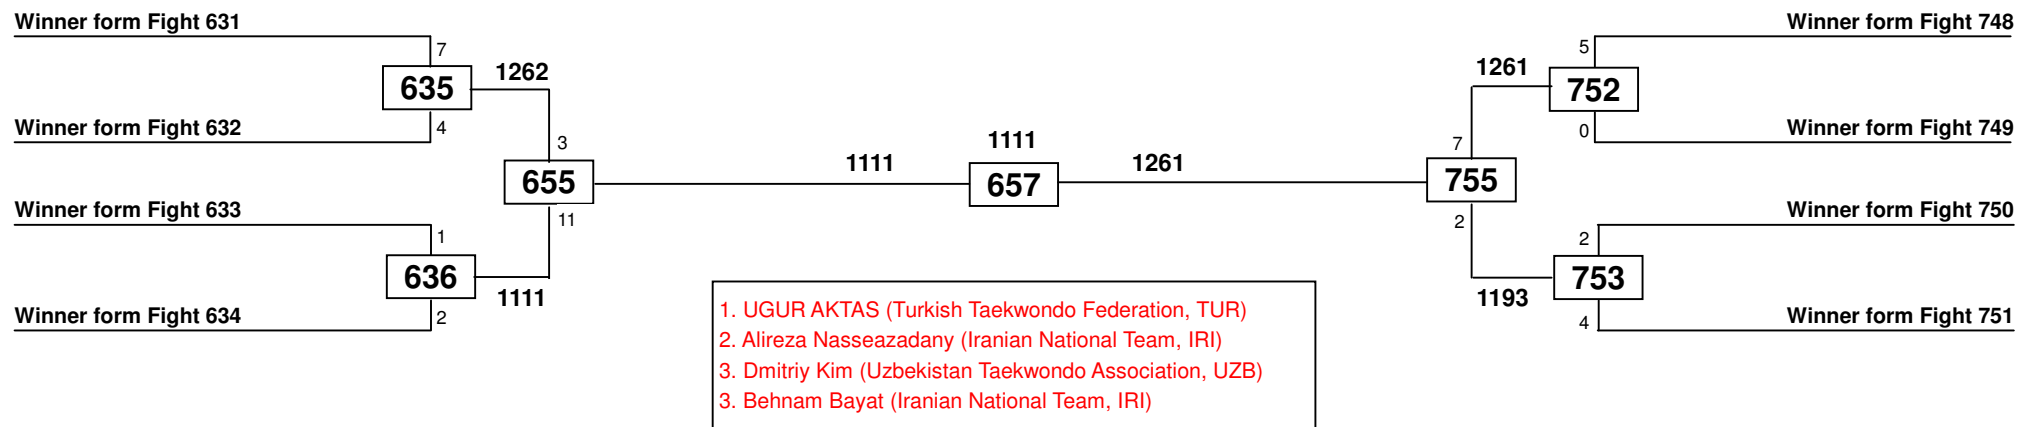 Winner form Fight 631
7
635
1262
Winner form Fight 632
4
3
655
11
Winner form Fight 633
1
636
1111
Winner form Fight 634
2
1111
1111
657
1261
Winner form Fight 748
5
1261
752
Winner form Fight 749
0
7
755
2
Winner form Fight 750
2
753
1193
Winner form Fight 751
4
1. UGUR AKTAS (Turkish Taekwondo Federation, TUR)
2. Alireza Nasseazadany (Iranian National Team, IRI)
3. Dmitriy Kim (Uzbekistan Taekwondo Association, UZB)
3. Behnam Bayat (Iranian National Team, IRI)